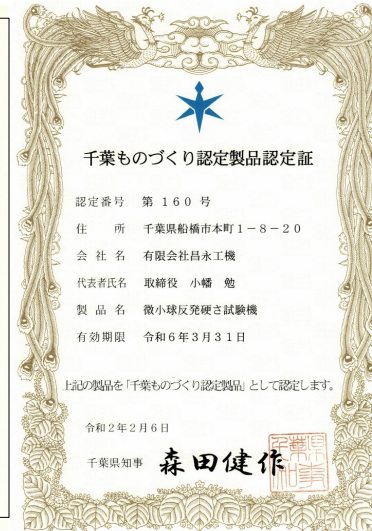 千葉ものづくり認定製品認定証
認定番号 第 160 号
住 所 千葉県船橋市本町1－8－20
会 社 名 有限会社昌永工機
代表者氏名 取締役 小幡 勉
製 品 名 微小球反発硬さ試験機
有効期限 令和6年3月31日
上記の製品を「千葉ものづくり認定製品」として認定します。
令和2年2月6日
千葉県知事 森田健作